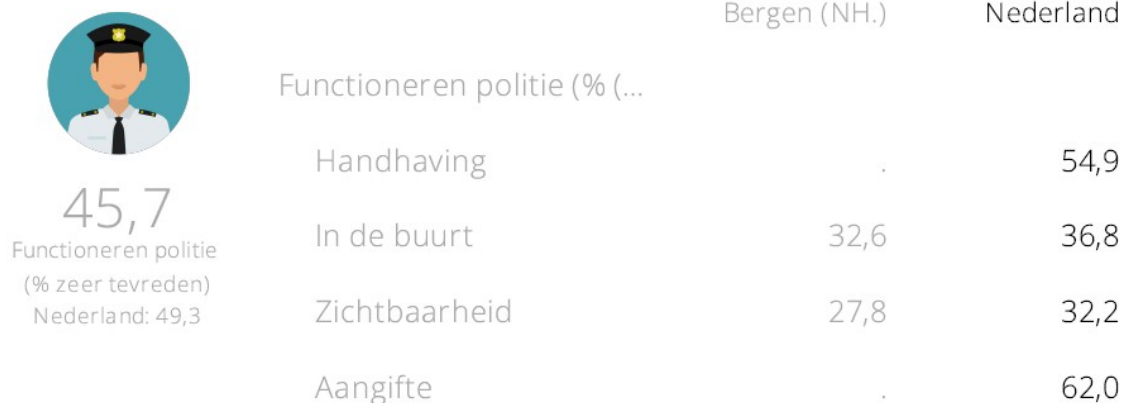 Bergen (NH.) Nederland
Functioneren politie (% (...
Handhaving . 54,9
In de buurt 32,6 36,8
Zichtbaarheid 27,8 32,2
Aangifte . 62,0
45,7
Functioneren politie
(% zeer tevreden)
Nederland: 49,3